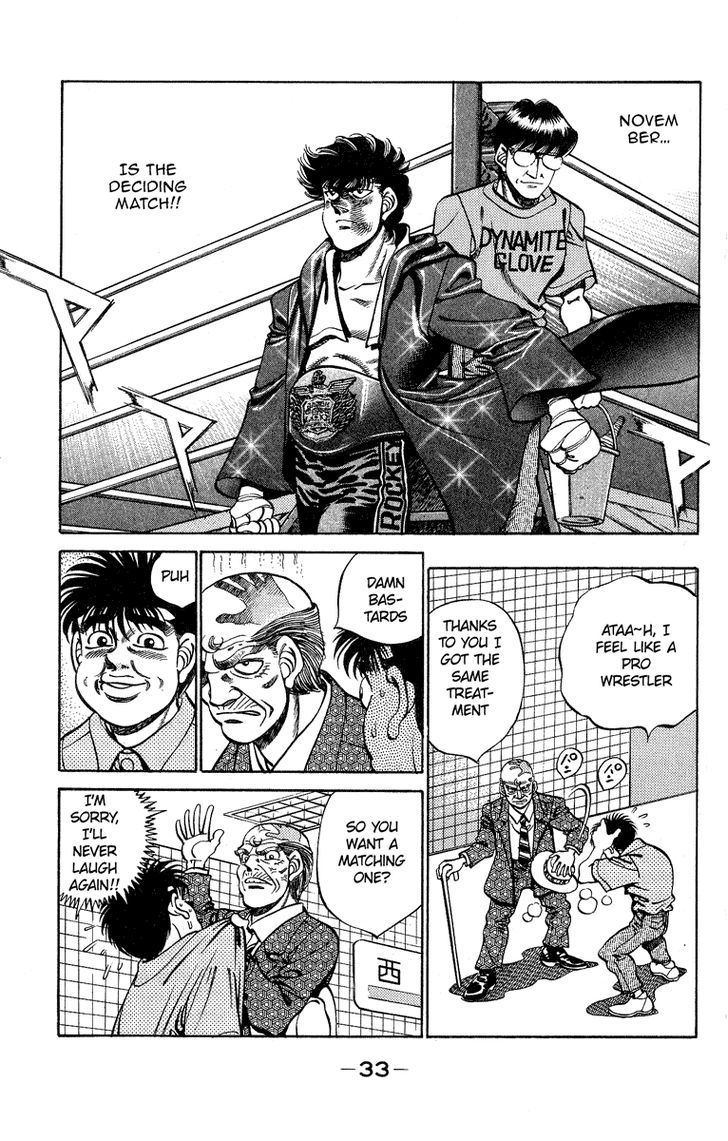 NOVEM
BER...
IS THE
DECIDING
MATCH!!
DYNAMITE
GLOVE
ROCKEY
ATAA~H, I
FEEL LIKE A
PRO
WRESTLER
THANKS
TO YOU I
GOT THE
SAME
TREAT-
MENT
DAMN
BAS-
TARDS
PUH
SO YOU
WANT A
MATCHING
ONE?
I'M
SORRY,
I'LL
NEVER
LAUGH
AGAIN!!
西
-33-